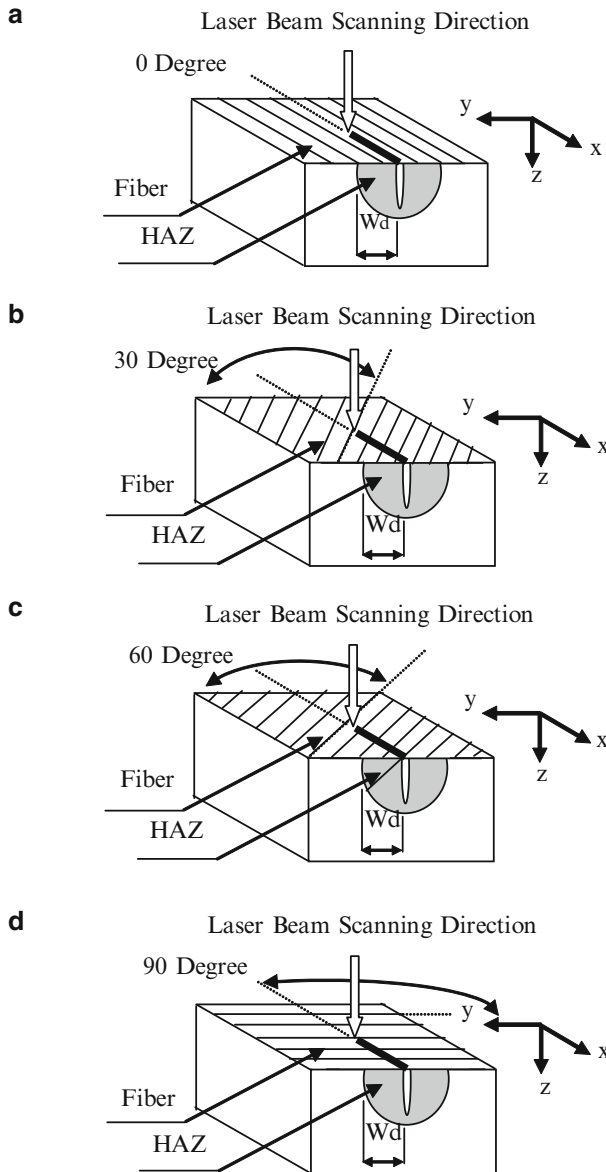 a
Laser Beam Scanning Direction
0 Degree
y
x
z
Fiber
HAZ
Wd
b
Laser Beam Scanning Direction
30 Degree
y
x
z
Fiber
HAZ
Wd
c
Laser Beam Scanning Direction
60 Degree
y
x
z
Fiber
HAZ
Wd
d
Laser Beam Scanning Direction
90 Degree
y
x
z
Fiber
HAZ
Wd